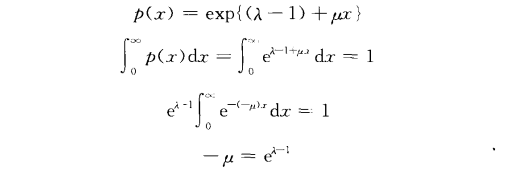 p(x) = exp{(λ − 1) + μx}
∫₀^∞ p(x)dx = ∫₀^∞ e^{λ−1+μx} dx = 1
e^{λ−1} ∫₀^∞ e^{−(−μ)x} dx = 1
−μ = e^{λ−1}